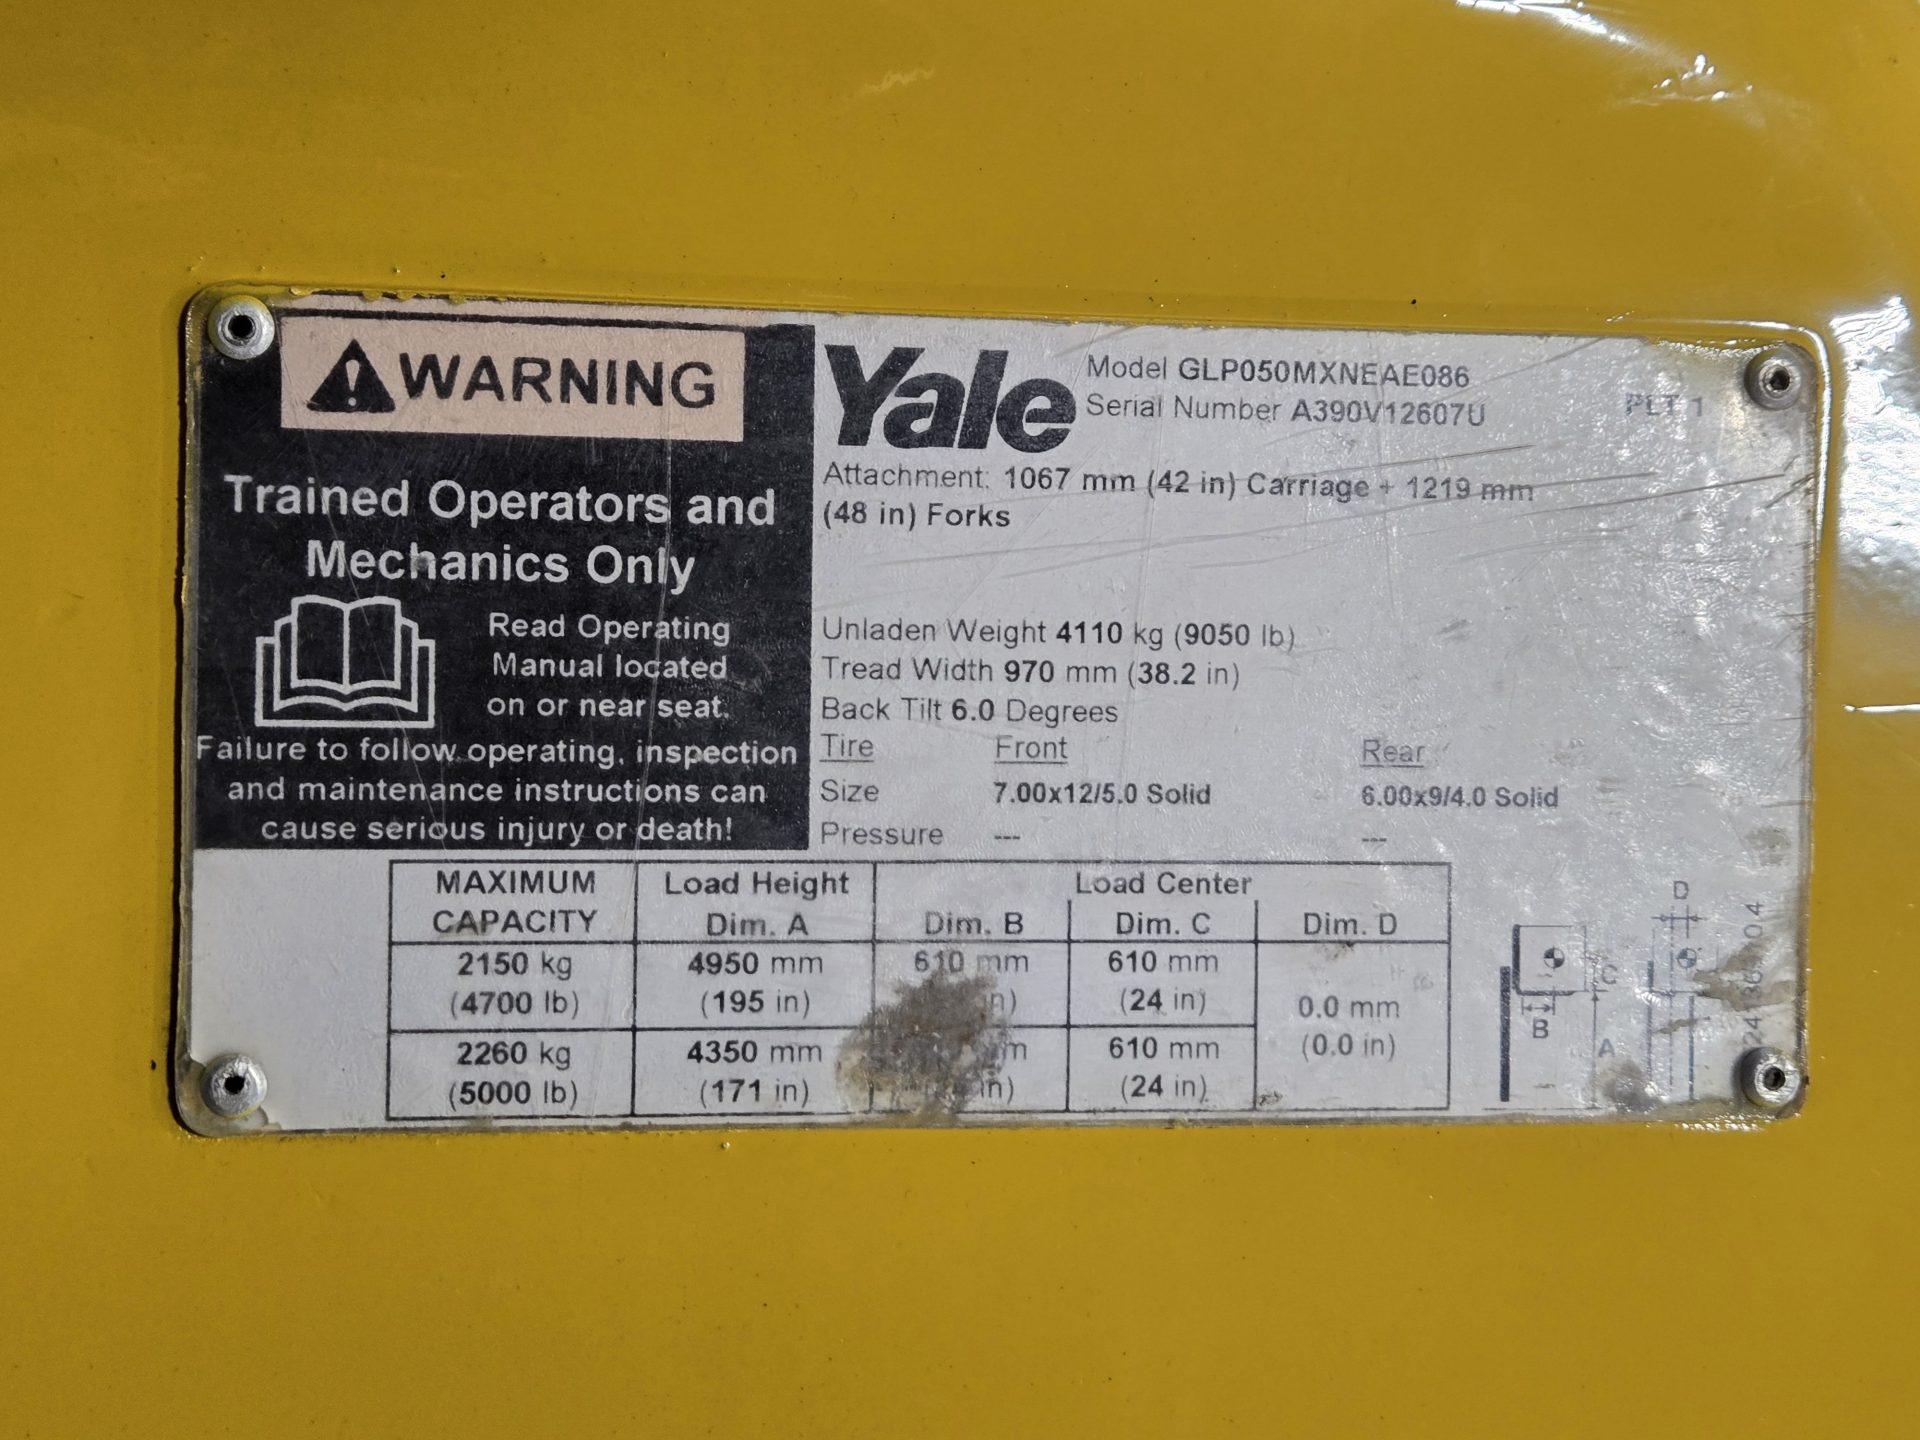 WARNING
Trained Operators and
Mechanics Only
Read Operating
Manual located
on or near seat.
Failure to follow operating, inspection
and maintenance instructions can
cause serious injury or death!
Yale
Model GLP050MXNEAE086
Serial Number A390V12607U
PLT 1
Attachment: 1067 mm (42 in) Carriage + 1219 mm
(48 in) Forks
Unladen Weight 4110 kg (9050 lb)
Tread Width 970 mm (38.2 in)
Back Tilt 6.0 Degrees
Tire Front Rear
Size 7.00x12/5.0 Solid 6.00x9/4.0 Solid
Pressure --- ---
MAXIMUM Load Height Load Center
CAPACITY Dim. A Dim. B Dim. C Dim. D
2150 kg 4950 mm 610 mm 610 mm
(4700 lb) (195 in) in) (24 in) 0.0 mm
2260 kg 4350 mm mm 610 mm (0.0 in)
(5000 lb) (171 in) in) (24 in)
D
C
B
A